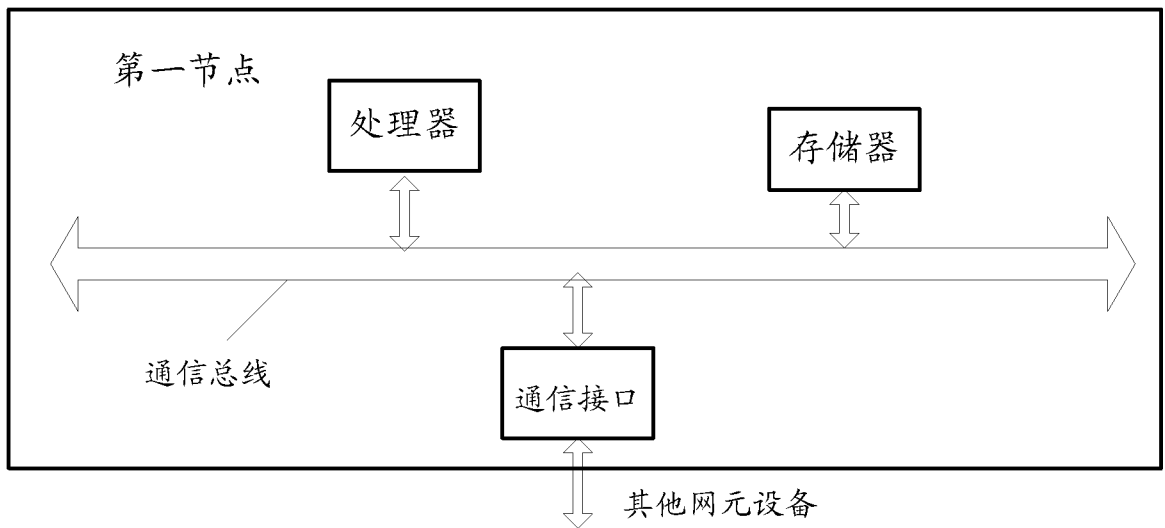 第一节点
处理器
存储器
通信总线
通信接口
其他网元设备